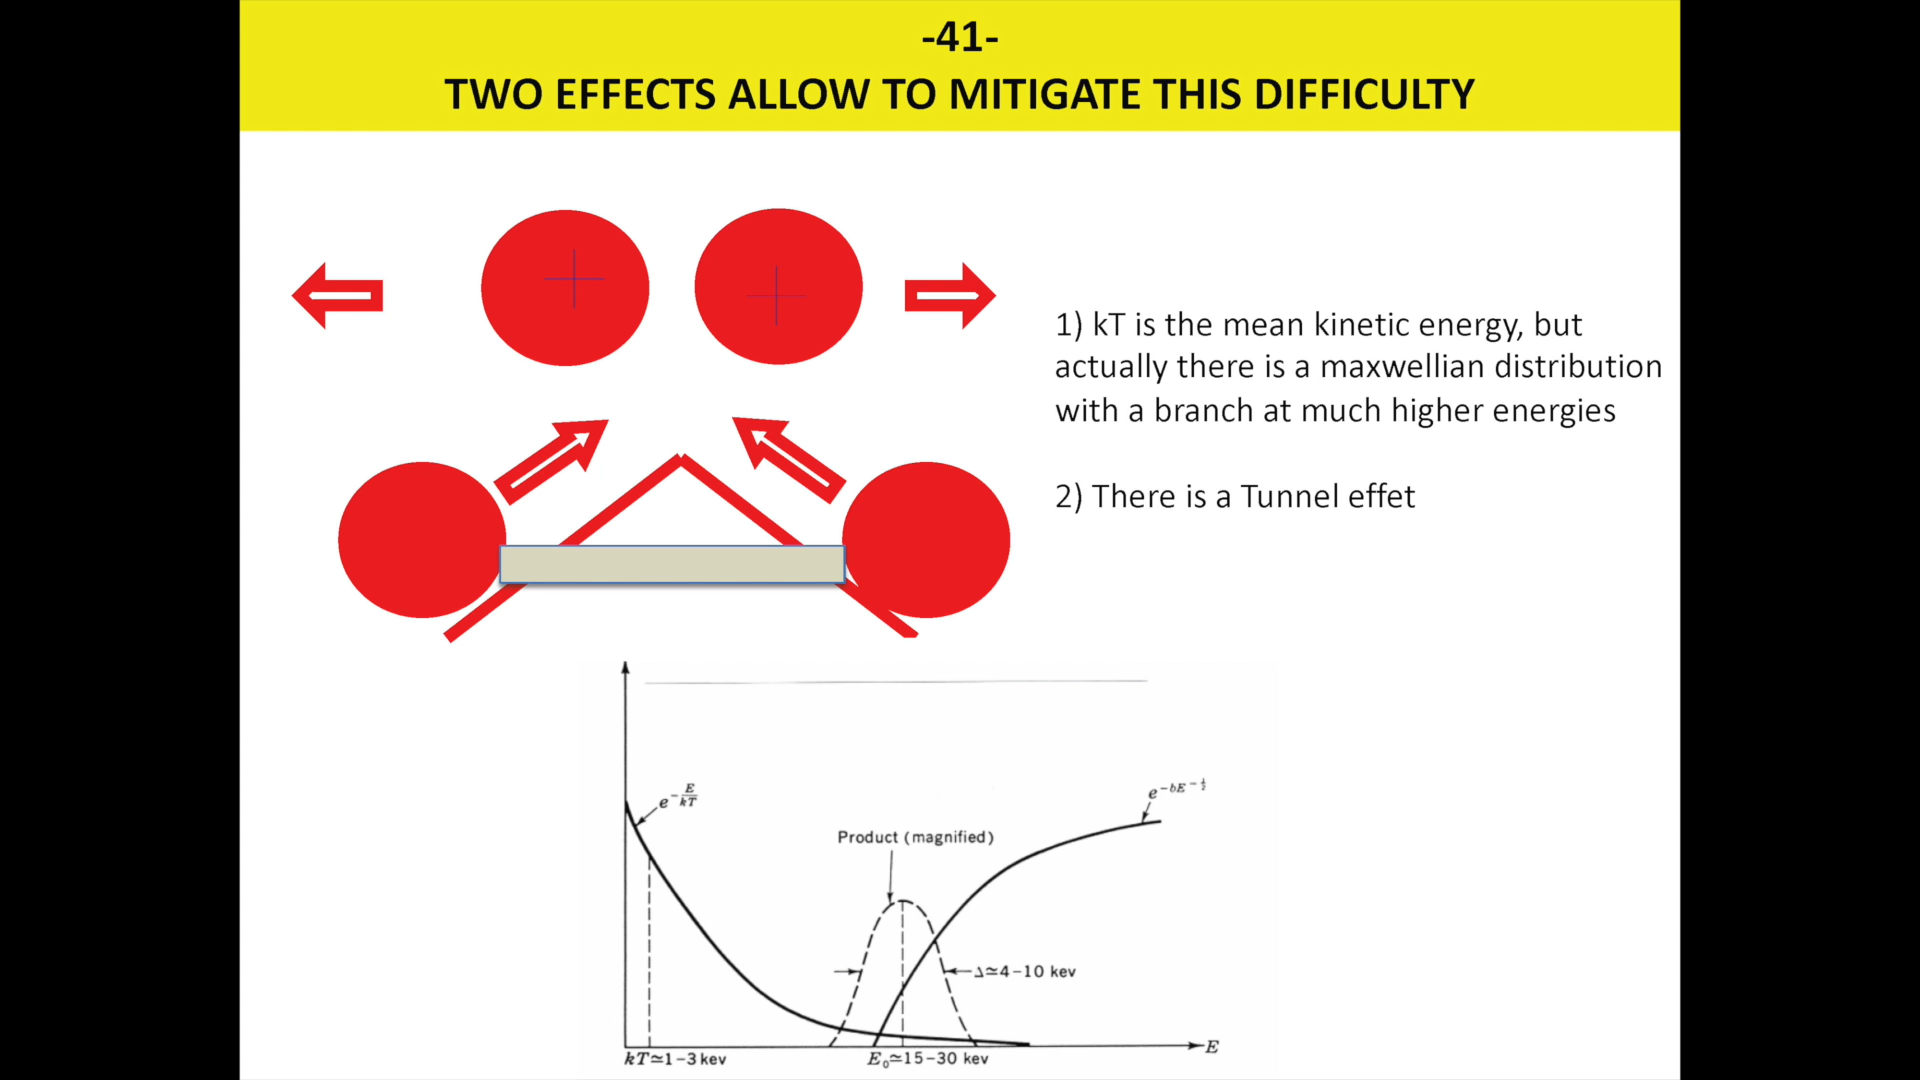 -41-
TWO EFFECTS ALLOW TO MITIGATE THIS DIFFICULTY
1) kT is the mean kinetic energy, but
actually there is a maxwellian distribution
with a branch at much higher energies
2) There is a Tunnel effet
e^-E/kT
e^-bE^-½
Product (magnified)
Δ≃4-10 kev
kT≃1-3 kev
E₀≃15-30 kev
E